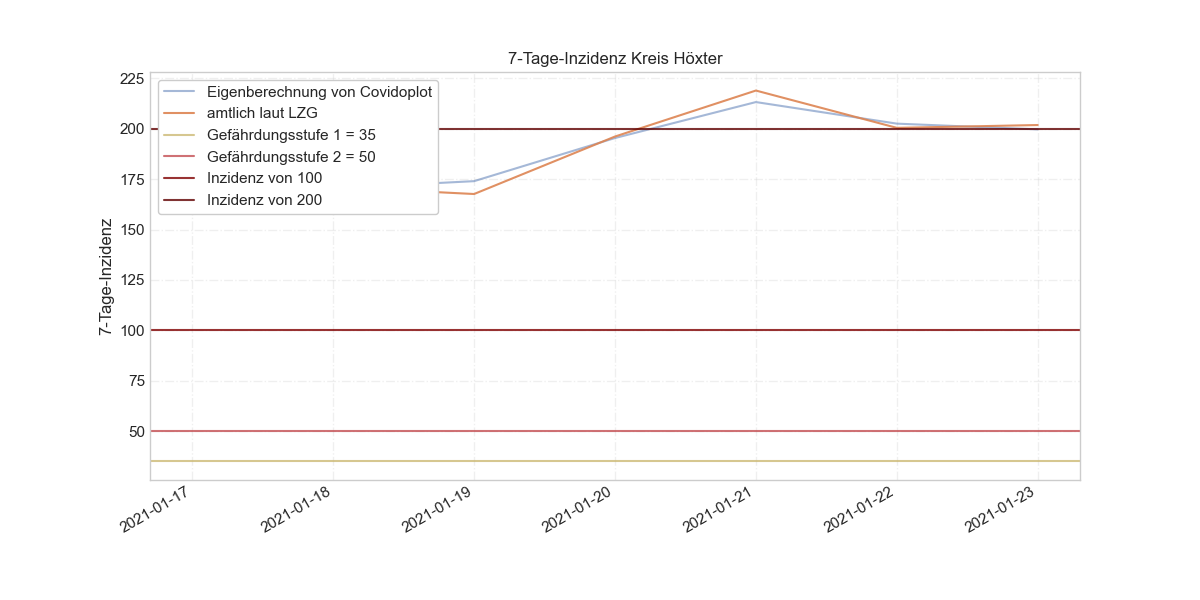 7-Tage-Inzidenz Kreis Höxter
Eigenberechnung von Covidoplot
amtlich laut LZG
Gefährdungsstufe 1 = 35
Gefährdungsstufe 2 = 50
Inzidenz von 100
Inzidenz von 200
7-Tage-Inzidenz
225
200
175
150
125
100
75
50
2021-01-17
2021-01-18
2021-01-19
2021-01-20
2021-01-21
2021-01-22
2021-01-23